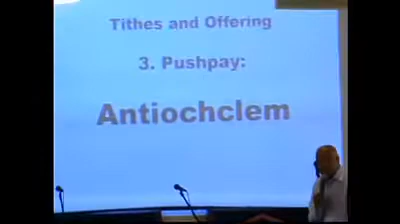 Tithes and Offering
3. Pushpay:
Antiochclem